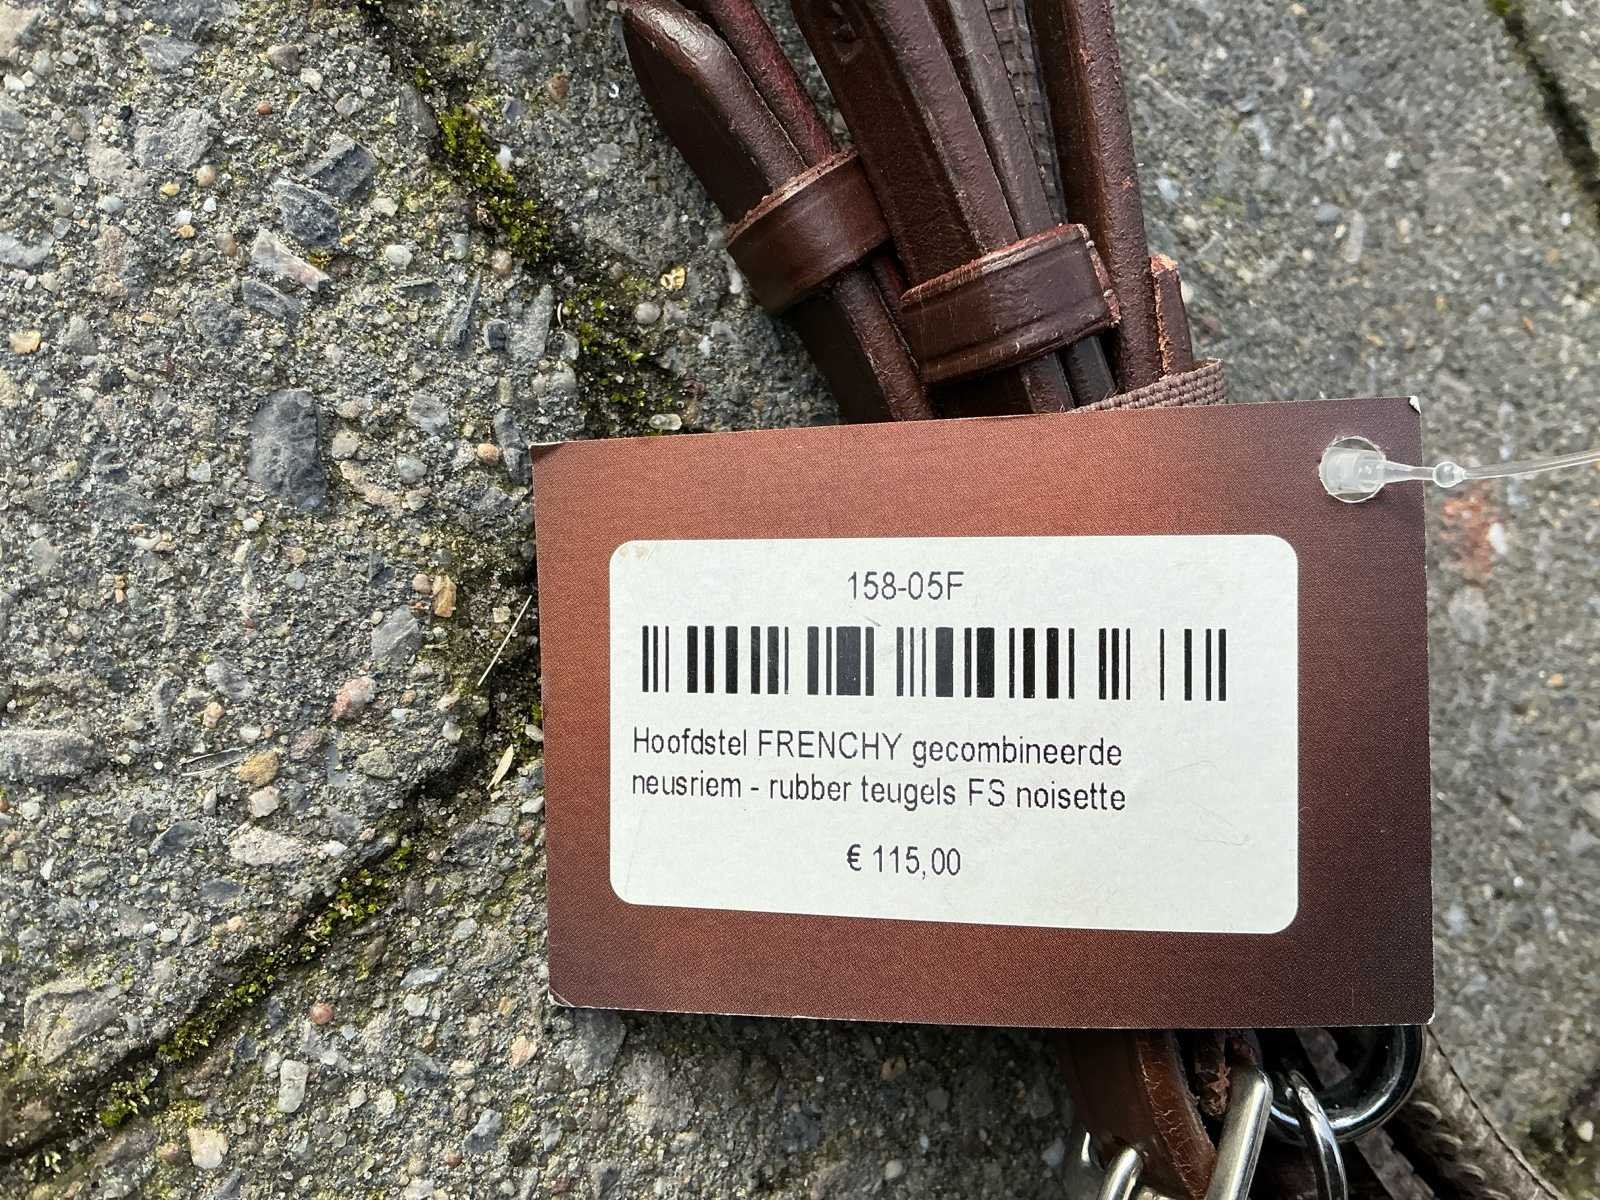 158-05F
Hoofdstel FRENCHY gecombineerde
neusriem - rubber teugels FS noisette
€ 115,00